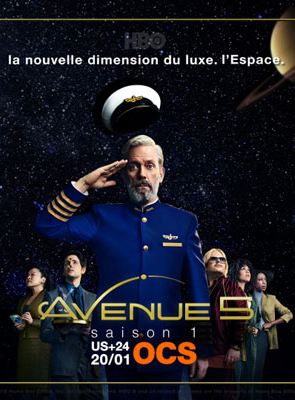 HBO
la nouvelle dimension du luxe. l'Espace.
AVENUE 5
saison 1
US+24
20/01
OCS